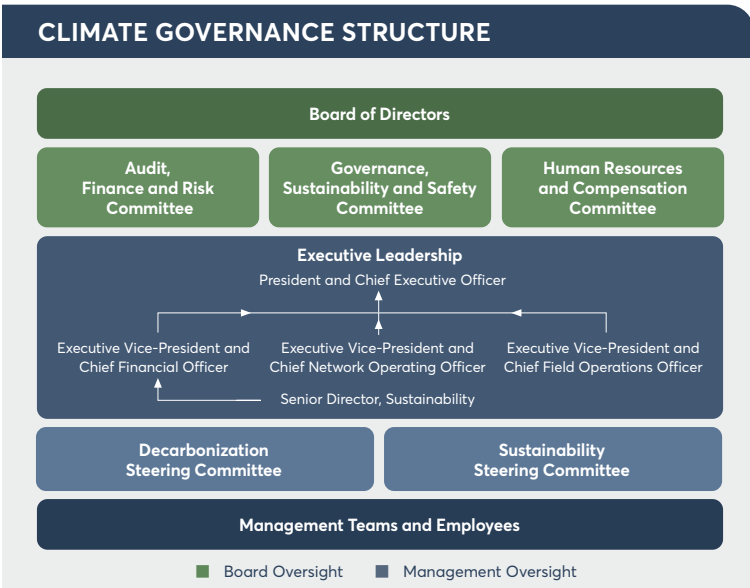 CLIMATE GOVERNANCE STRUCTURE
Board of Directors
Audit,
Finance and Risk
Committee
Governance,
Sustainability and Safety
Committee
Human Resources
and Compensation
Committee
Executive Leadership
President and Chief Executive Officer
Executive Vice-President and
Chief Financial Officer
Executive Vice-President and
Chief Network Operating Officer
Executive Vice-President and
Chief Field Operations Officer
Senior Director, Sustainability
Decarbonization
Steering Committee
Sustainability
Steering Committee
Management Teams and Employees
Board Oversight
Management Oversight